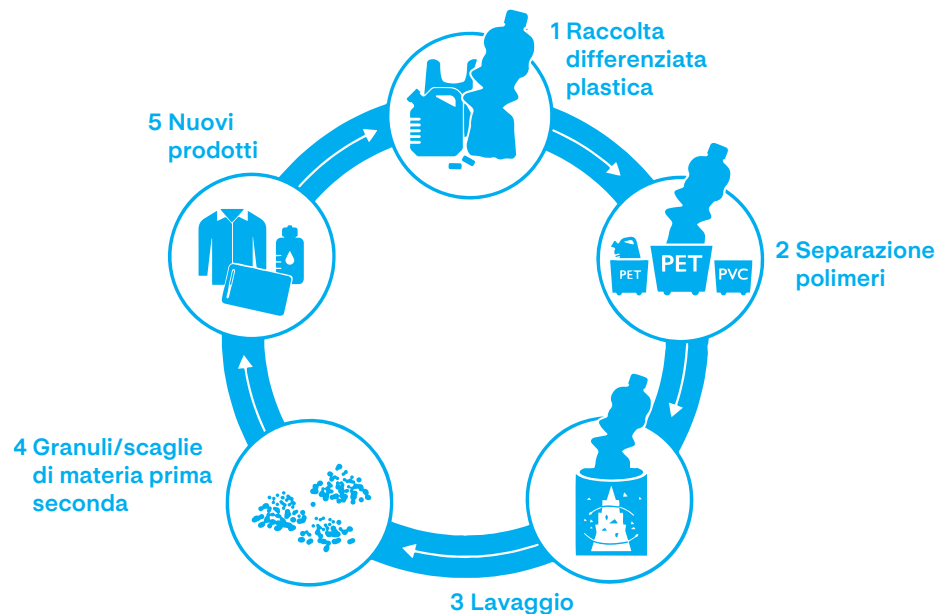 1 Raccolta
differenziata
plastica
5 Nuovi
prodotti
PET
PET
PVC
2 Separazione
polimeri
4 Granuli/scaglie
di materia prima
seconda
3 Lavaggio